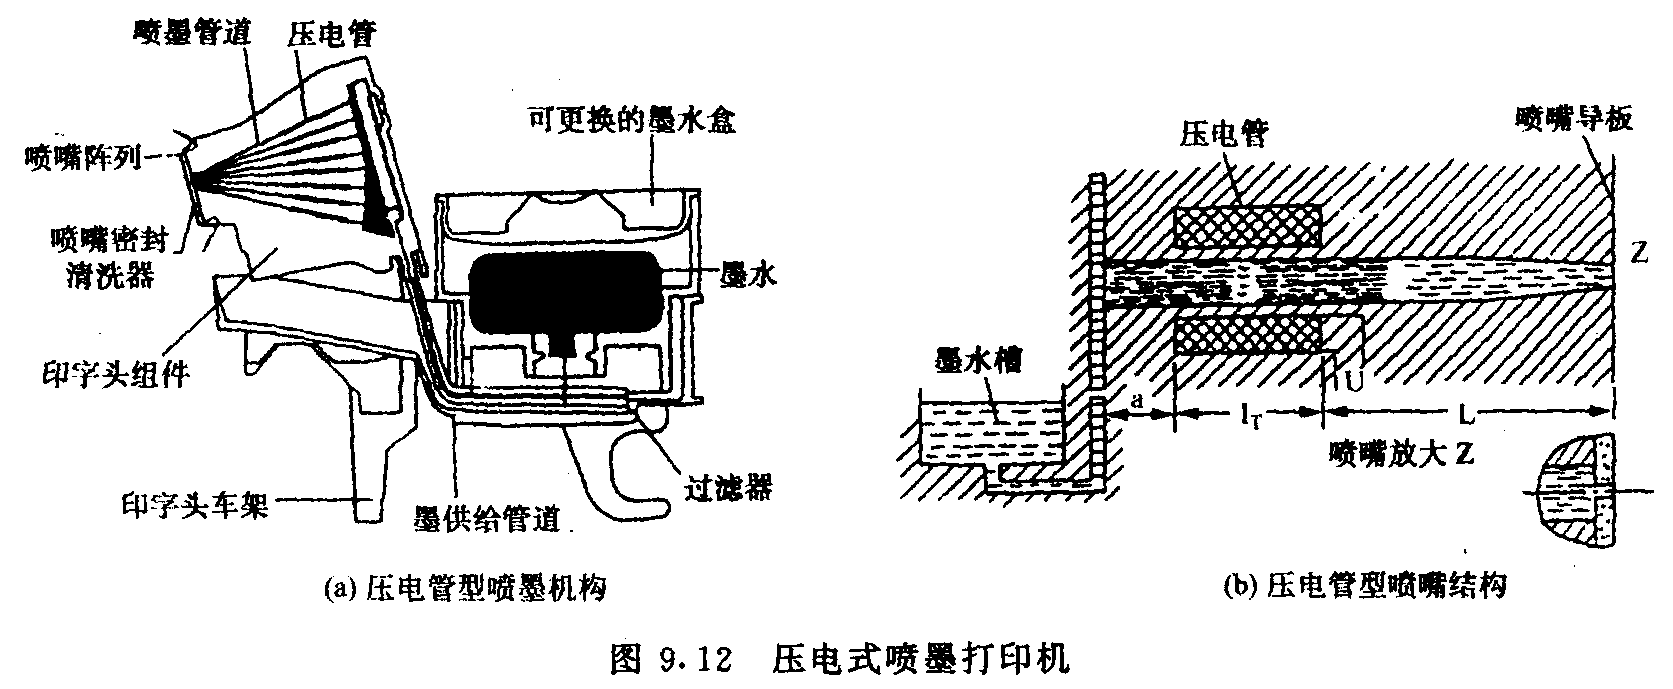 喷墨管道
压电管
可更换的墨水盒
喷嘴阵列
喷嘴密封
清洗器
墨水
印字头组件
印字头车架
墨供给管道
过滤器
(a) 压电管型喷墨机构
喷嘴导板
压电管
Z
墨水槽
U
a
l_T
L
喷嘴放大 Z
(b) 压电管型喷嘴结构
图 9.12 压电式喷墨打印机